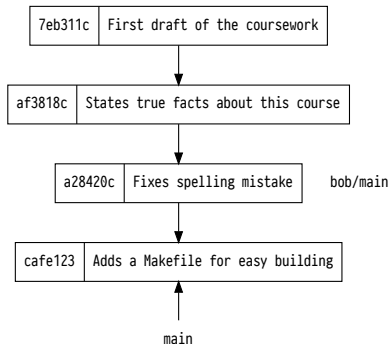 7eb311c First draft of the coursework
af3818c States true facts about this course
a28420c Fixes spelling mistake bob/main
cafe123 Adds a Makefile for easy building
main